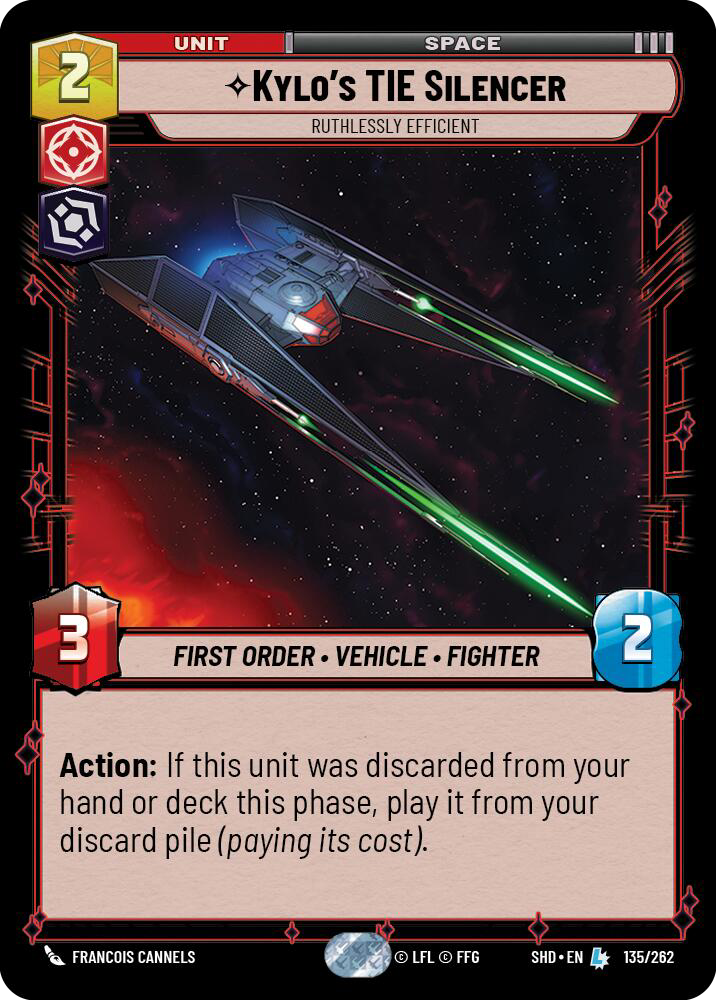 UNIT
SPACE
2
✧KYLO'S TIE SILENCER
RUTHLESSLY EFFICIENT
3
FIRST ORDER • VEHICLE • FIGHTER
2
Action: If this unit was discarded from your
hand or deck this phase, play it from your
discard pile (paying its cost).
FRANCOIS CANNELS
© LFL © FFG
SHD • EN L 135/262